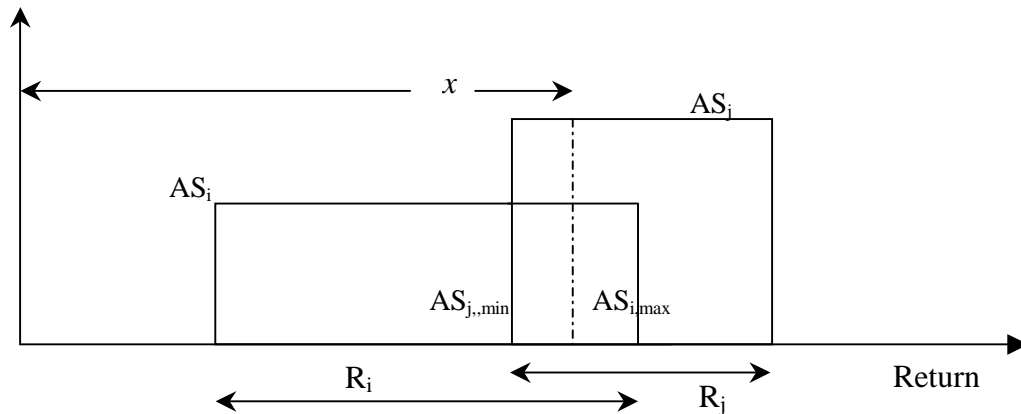 x
AS_j
AS_i
AS_j,,min
AS_i,max
R_i
R_j
Return